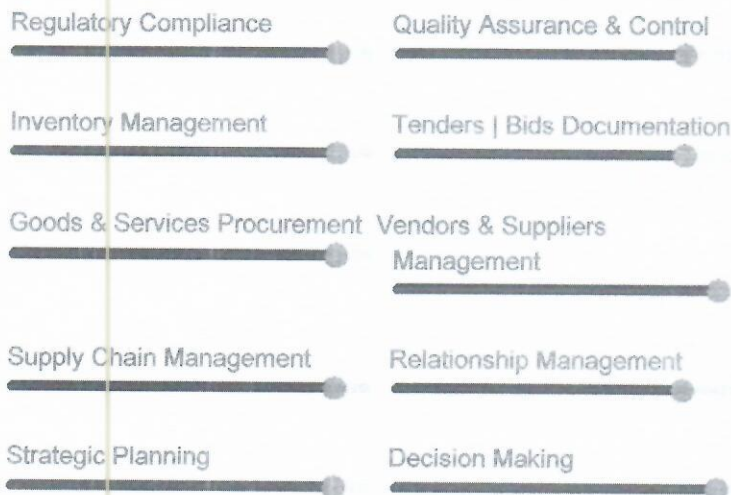 Regulatory Compliance
Quality Assurance & Control
Inventory Management
Tenders | Bids Documentation
Goods & Services Procurement
Vendors & Suppliers
Management
Supply Chain Management
Relationship Management
Strategic Planning
Decision Making